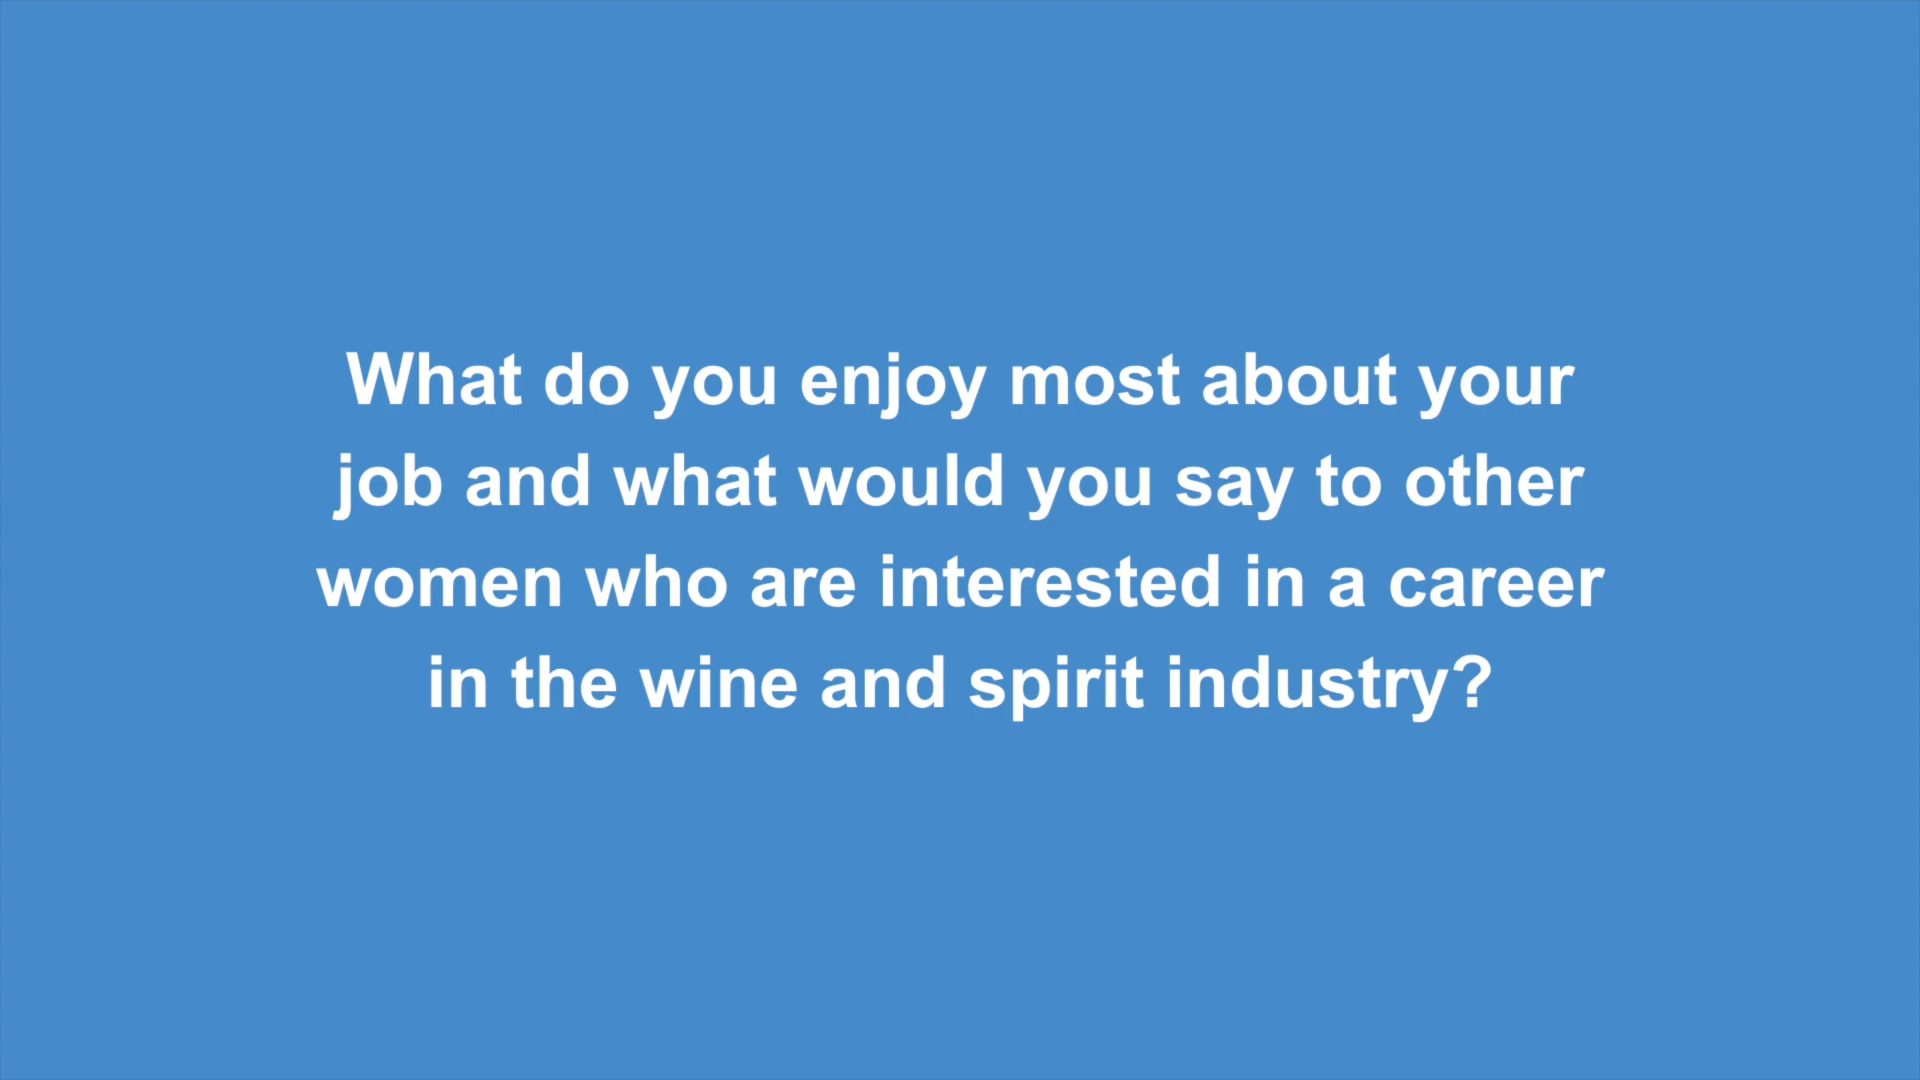 What do you enjoy most about your
job and what would you say to other
women who are interested in a career
in the wine and spirit industry?